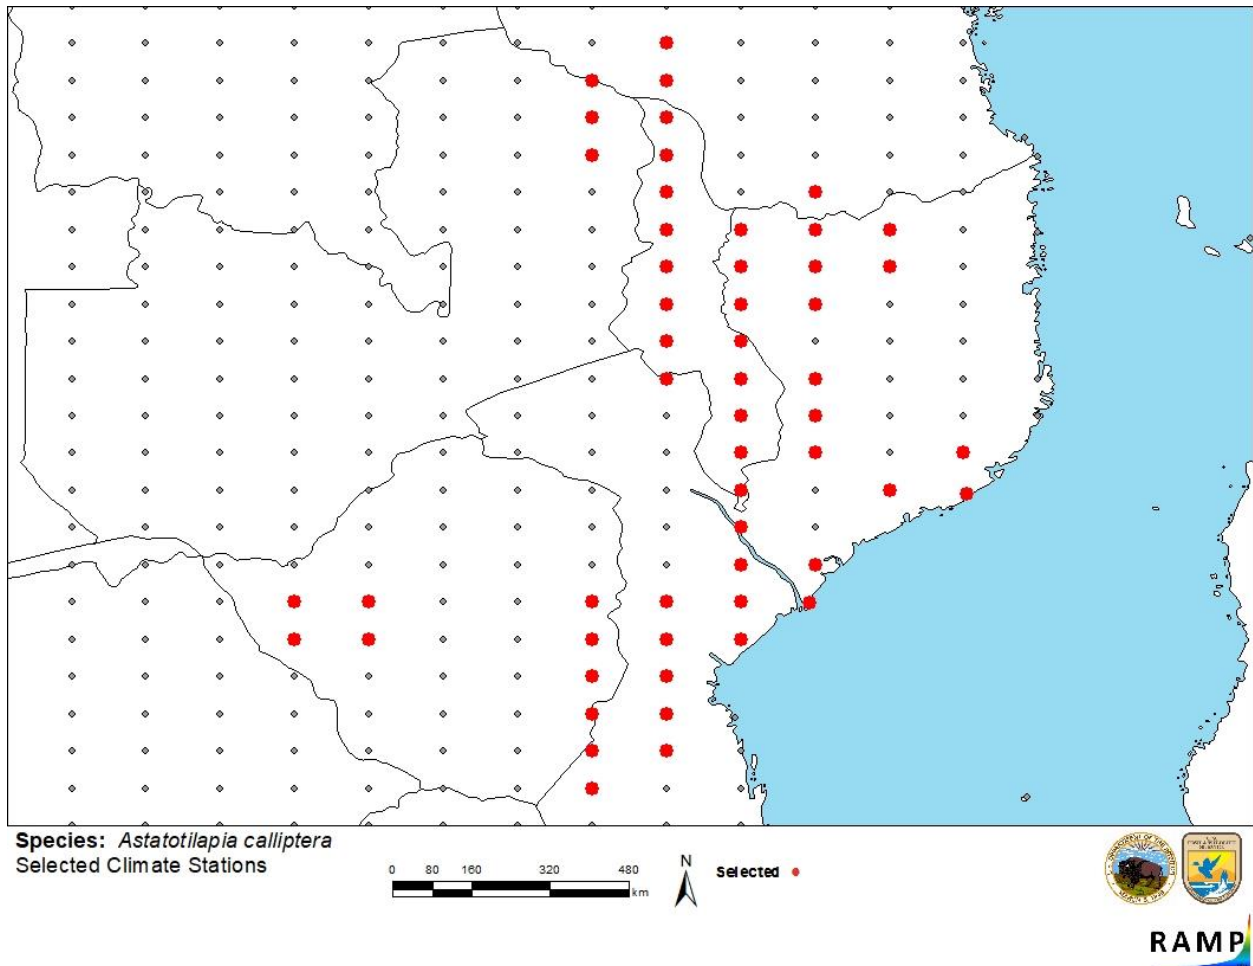 Species: Astatotilapia calliptera
Selected Climate Stations
0 80 160 320 480
km
N
Selected
RAMP